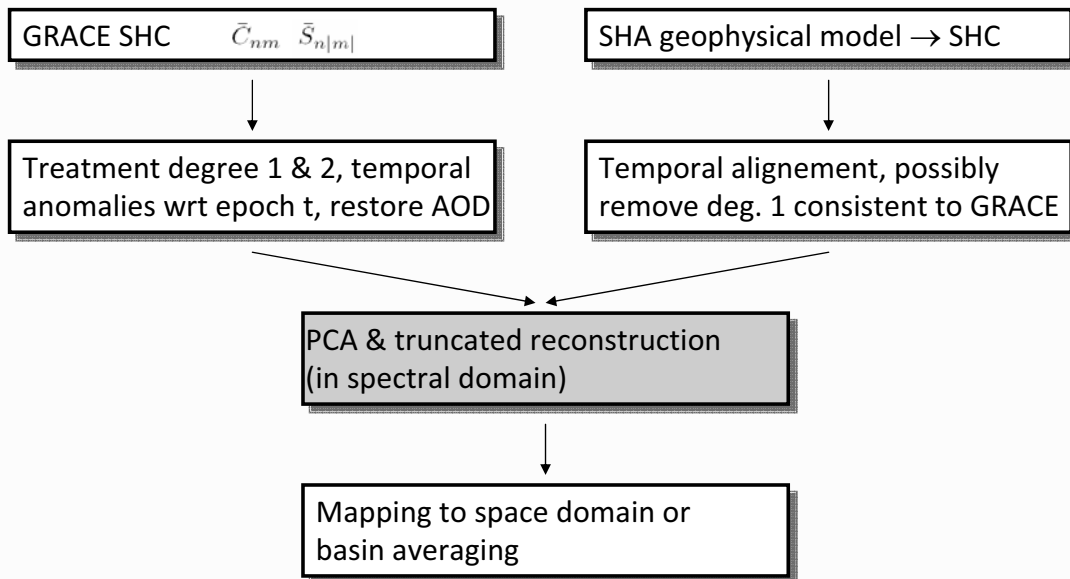 GRACE SHC $\bar{C}_{nm}$ $\bar{S}_{n|m|}$
SHA geophysical model → SHC
Treatment degree 1 & 2, temporal
anomalies wrt epoch t, restore AOD
Temporal alignement, possibly
remove deg. 1 consistent to GRACE
PCA & truncated reconstruction
(in spectral domain)
Mapping to space domain or
basin averaging